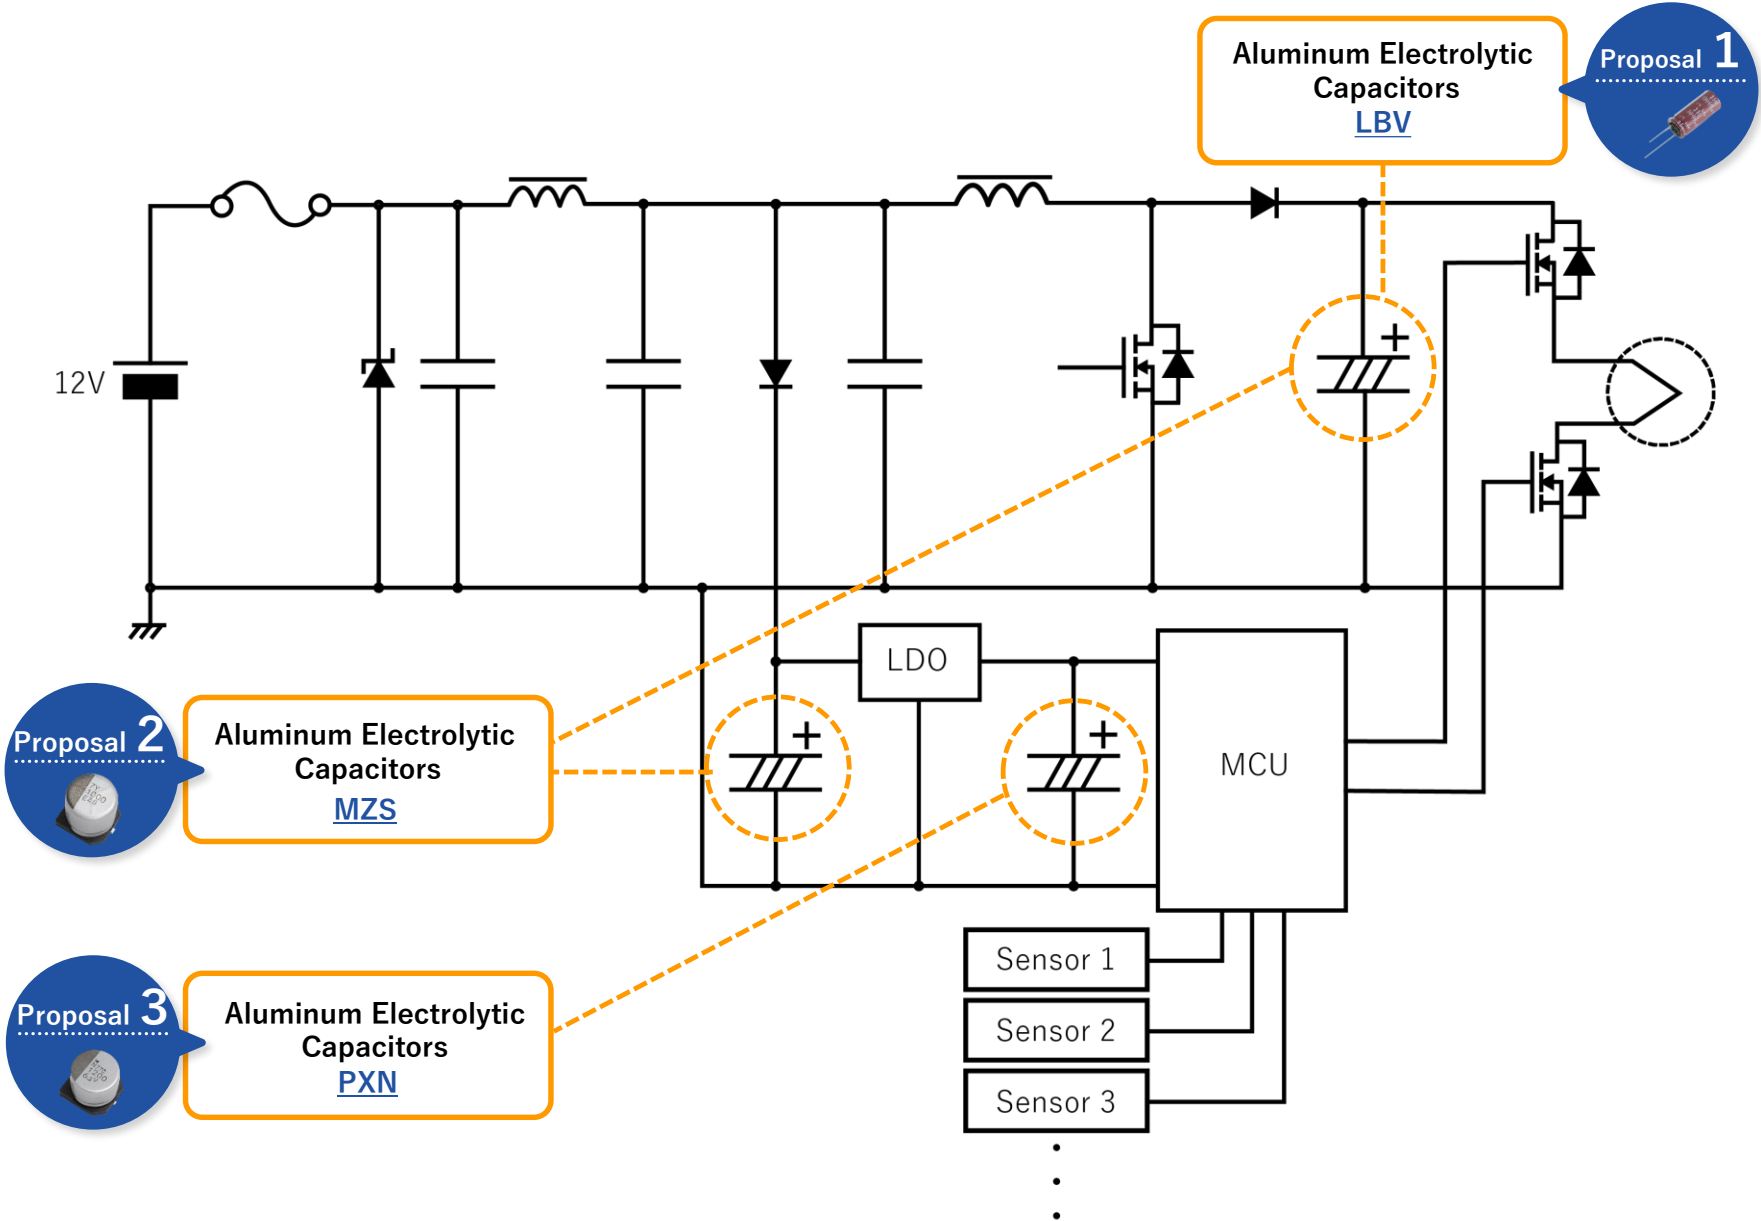 Aluminum Electrolytic
Capacitors
LBV
Proposal 1
12V
+
LDO
Proposal 2
Aluminum Electrolytic
Capacitors
MZS
+
+
MCU
Proposal 3
Aluminum Electrolytic
Capacitors
PXN
Sensor 1
Sensor 2
Sensor 3